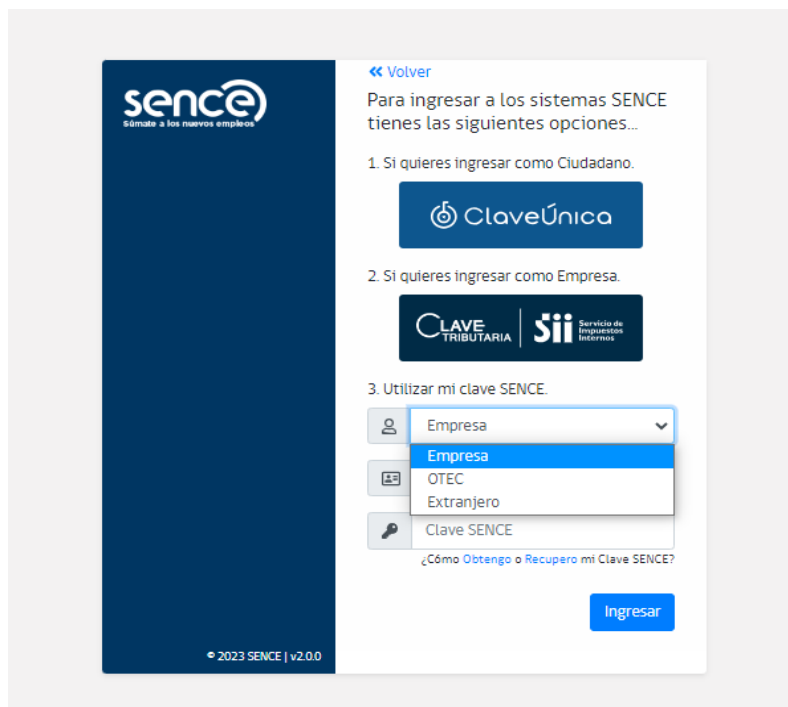 sence
Súmate a los nuevos empleos
Volver
Para ingresar a los sistemas SENCE
tienes las siguientes opciones...
1. Si quieres ingresar como Ciudadano.
ClaveÚnica
2. Si quieres ingresar como Empresa.
CLAVE
TRIBUTARIA
Sii
Servicio de
Impuestos
Internos
3. Utilizar mi clave SENCE.
Empresa
Empresa
OTEC
Extranjero
Clave SENCE
¿Cómo Obtengo o Recupero mi Clave SENCE?
Ingresar
© 2023 SENCE | v2.0.0